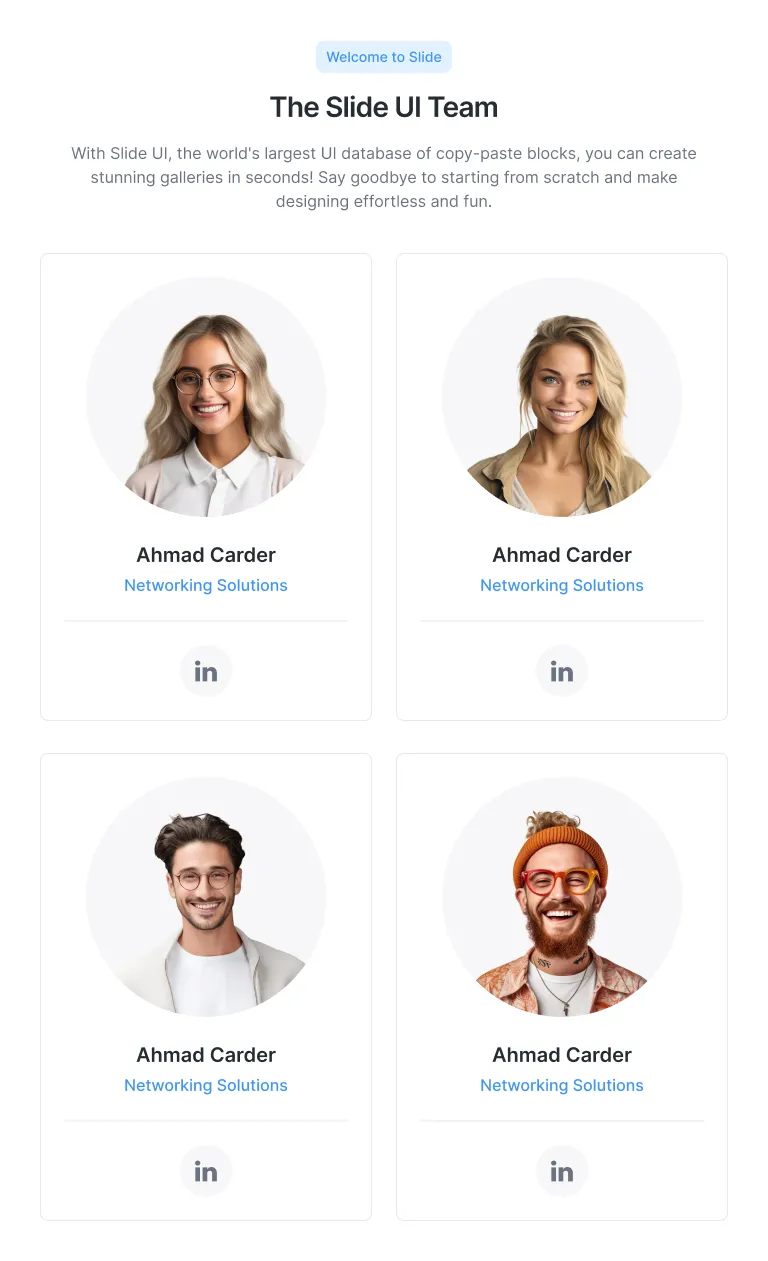 Welcome to Slide
The Slide UI Team
With Slide UI, the world's largest UI database of copy-paste blocks, you can create
stunning galleries in seconds! Say goodbye to starting from scratch and make
designing effortless and fun.
Ahmad Carder
Networking Solutions
in
Ahmad Carder
Networking Solutions
in
Ahmad Carder
Networking Solutions
in
Ahmad Carder
Networking Solutions
in